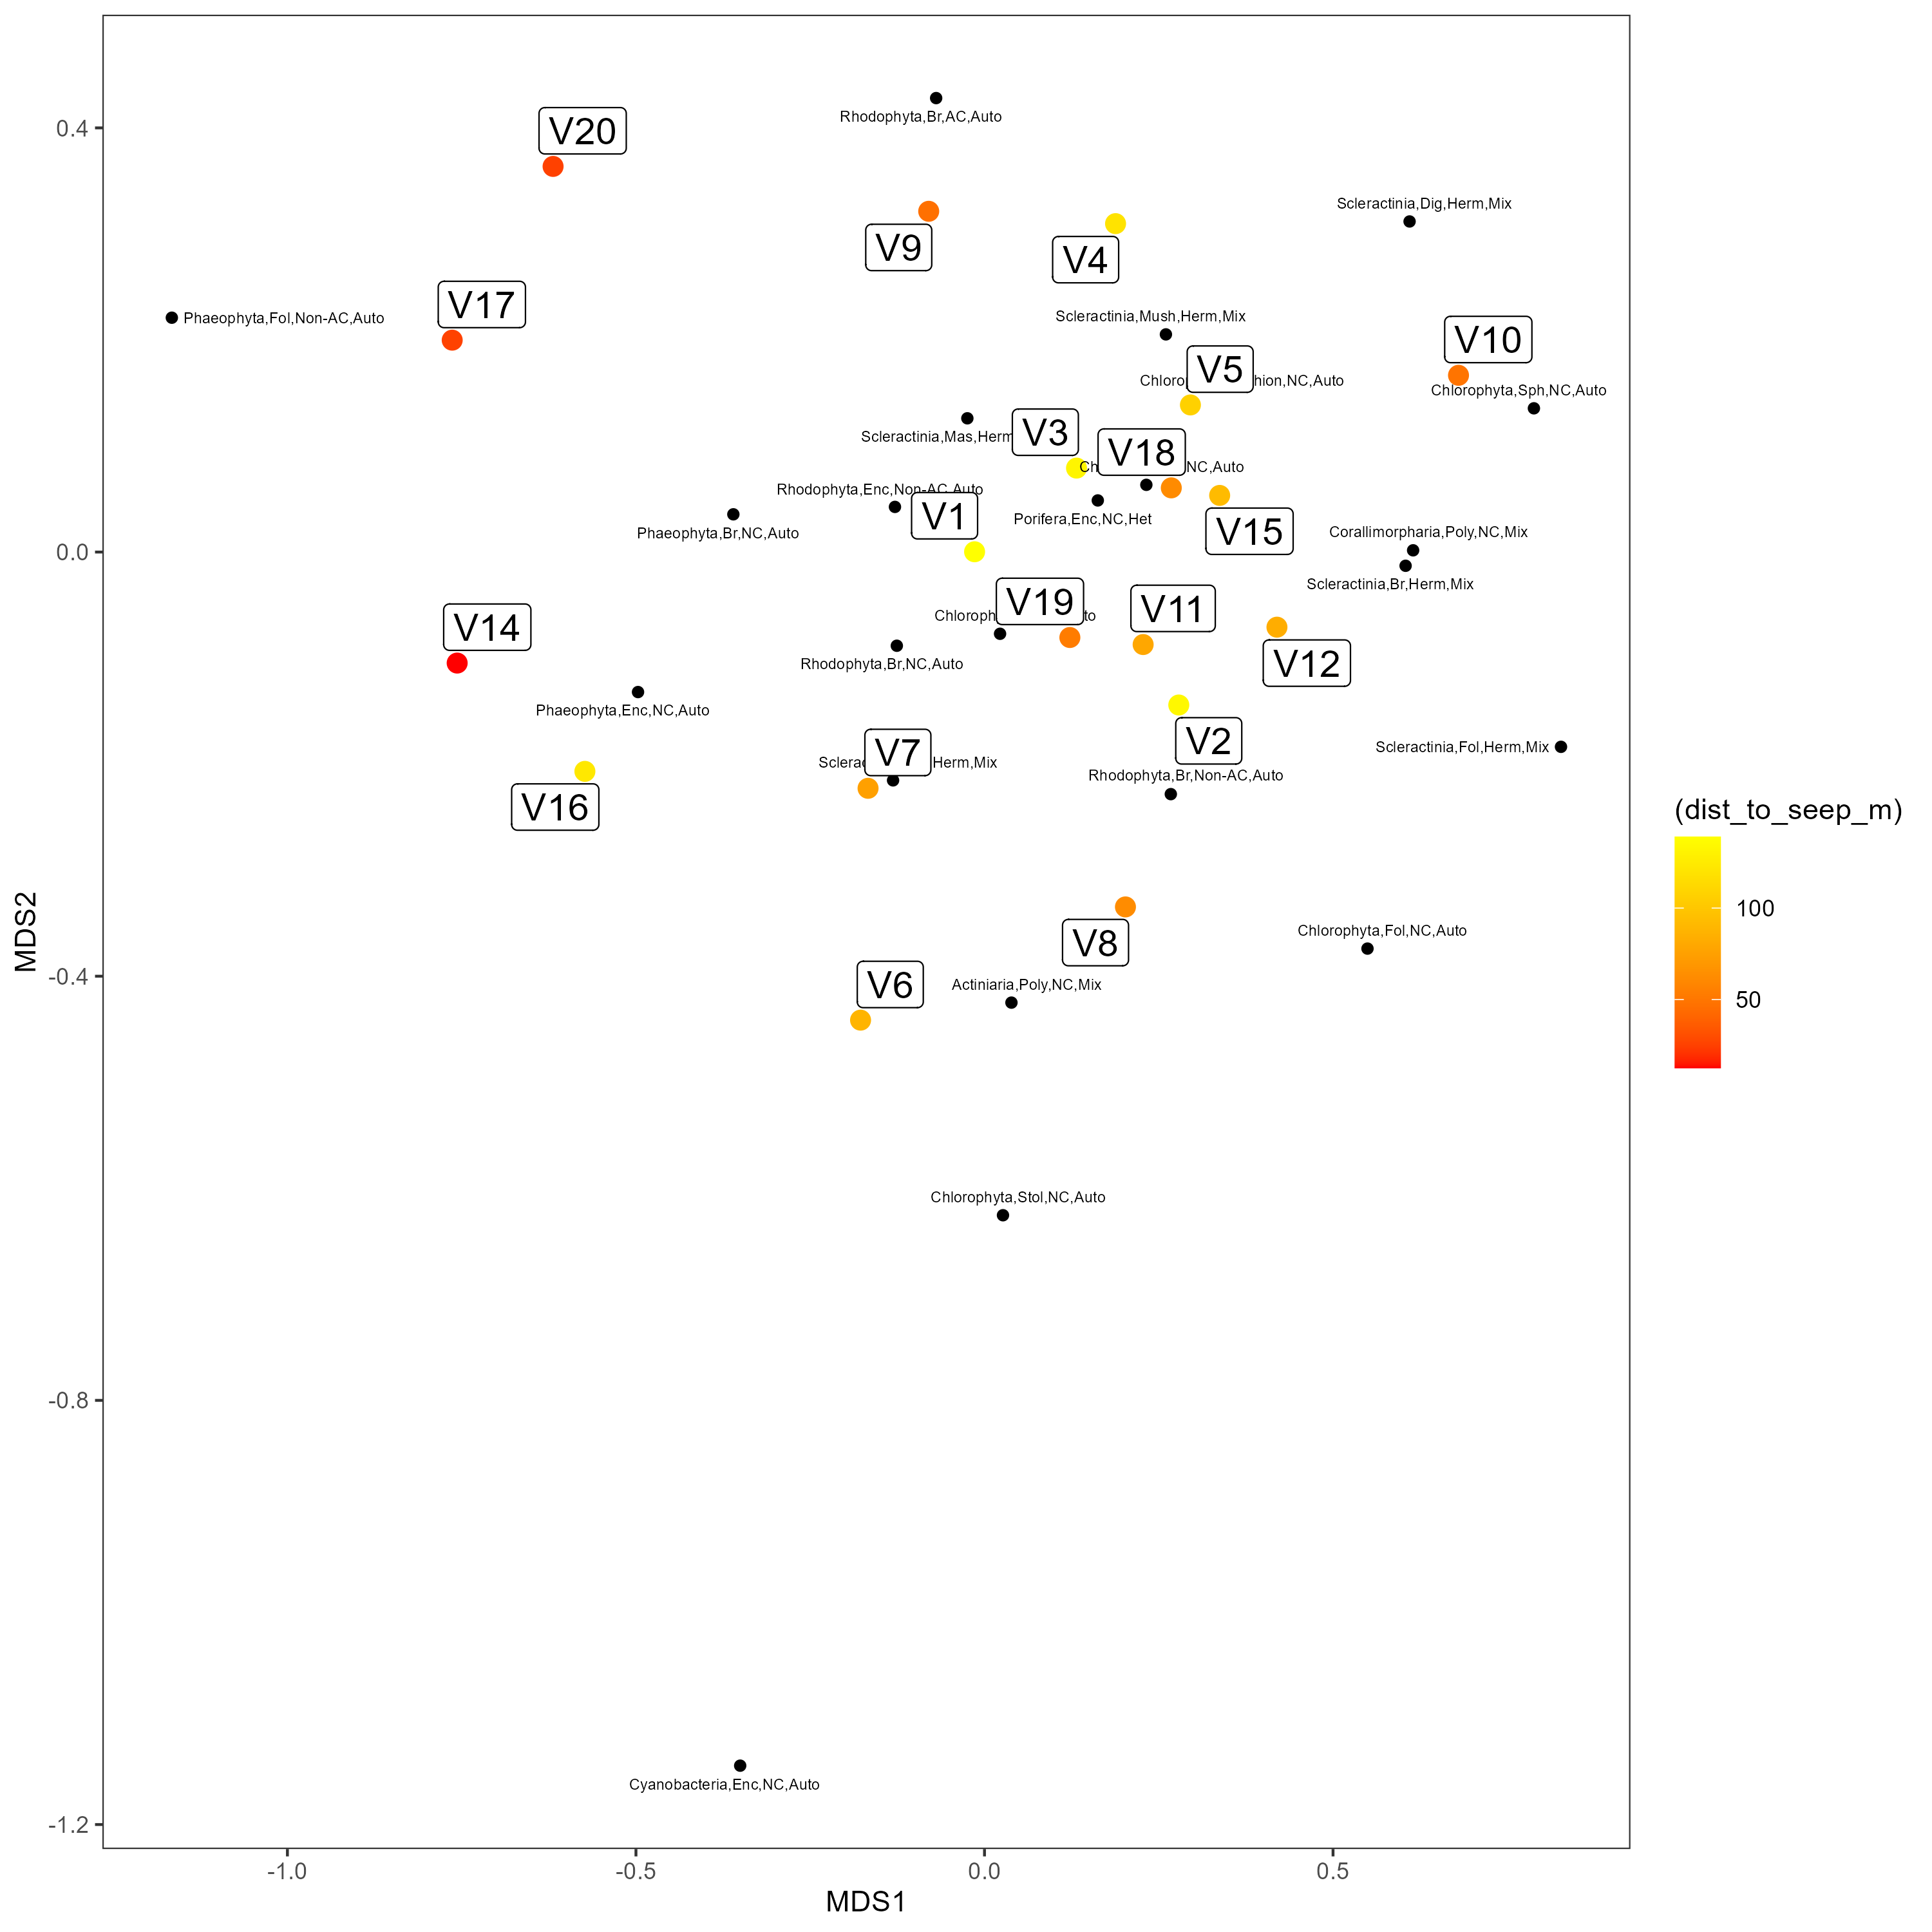 Rhodophyta,Br,AC,Auto
V20
0.4
Scleractinia,Dig,Herm,Mix
V9
V4
V17
Phaeophyta,Fol,Non-AC,Auto
Scleractinia,Mush,Herm,Mix
V10
V5
Chlorophyta,Sph,NC,Auto
V3
Scleractinia,Mas,Herm
V18
NC,Auto
Rhodophyta,Enc,Non-AC,Auto
V1
Porifera,Enc,NC,Het
Phaeophyta,Br,NC,Auto
V15
Corallimorpharia,Poly,NC,Mix
0.0
Scleractinia,Br,Herm,Mix
V19
V11
V14
Rhodophyta,Br,NC,Auto
V12
Phaeophyta,Enc,NC,Auto
V2
V7
Herm,Mix
Scleractinia,Fol,Herm,Mix
Rhodophyta,Br,Non-AC,Auto
V16
(dist_to_seep_m)
100
50
V8
Chlorophyta,Fol,NC,Auto
MDS2
-0.4
V6
Actiniaria,Poly,NC,Mix
Chlorophyta,Stol,NC,Auto
-0.8
Cyanobacteria,Enc,NC,Auto
-1.2
-1.0
-0.5
0.0
0.5
MDS1